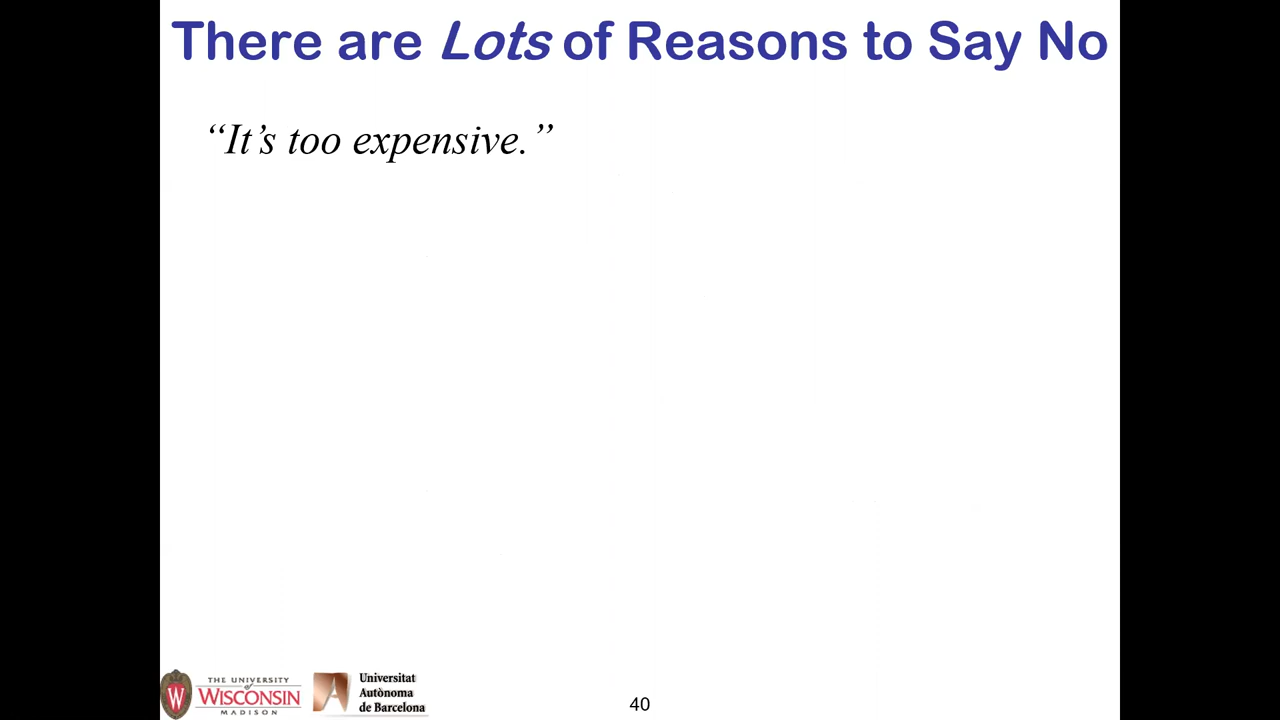 There are Lots of Reasons to Say No
“It’s too expensive.”
THE UNIVERSITY
of
WISCONSIN
MADISON
W
Universitat
Autònoma
de Barcelona
40